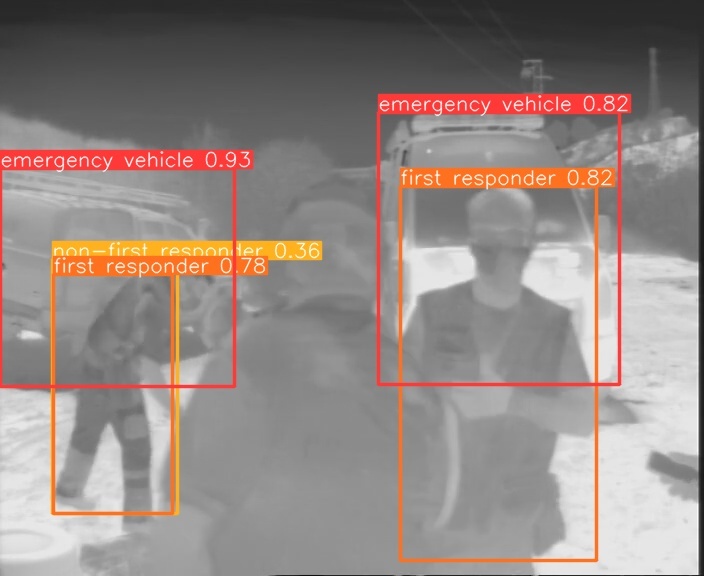 emergency vehicle 0.82
emergency vehicle 0.93
first responder 0.82
non-first responder 0.36
first responder 0.78